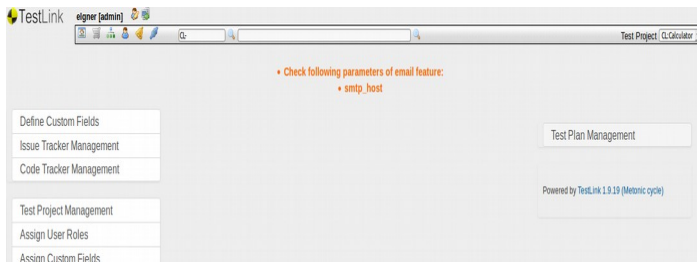 TestLink elgner [admin]
CL- Test Project CL:Calculator
• Check following parameters of email feature:
• smtp_host
Define Custom Fields
Issue Tracker Management
Code Tracker Management
Test Plan Management
Powered by TestLink 1.9.19 (Metonic cycle)
Test Project Management
Assign User Roles
Assign Custom Fields